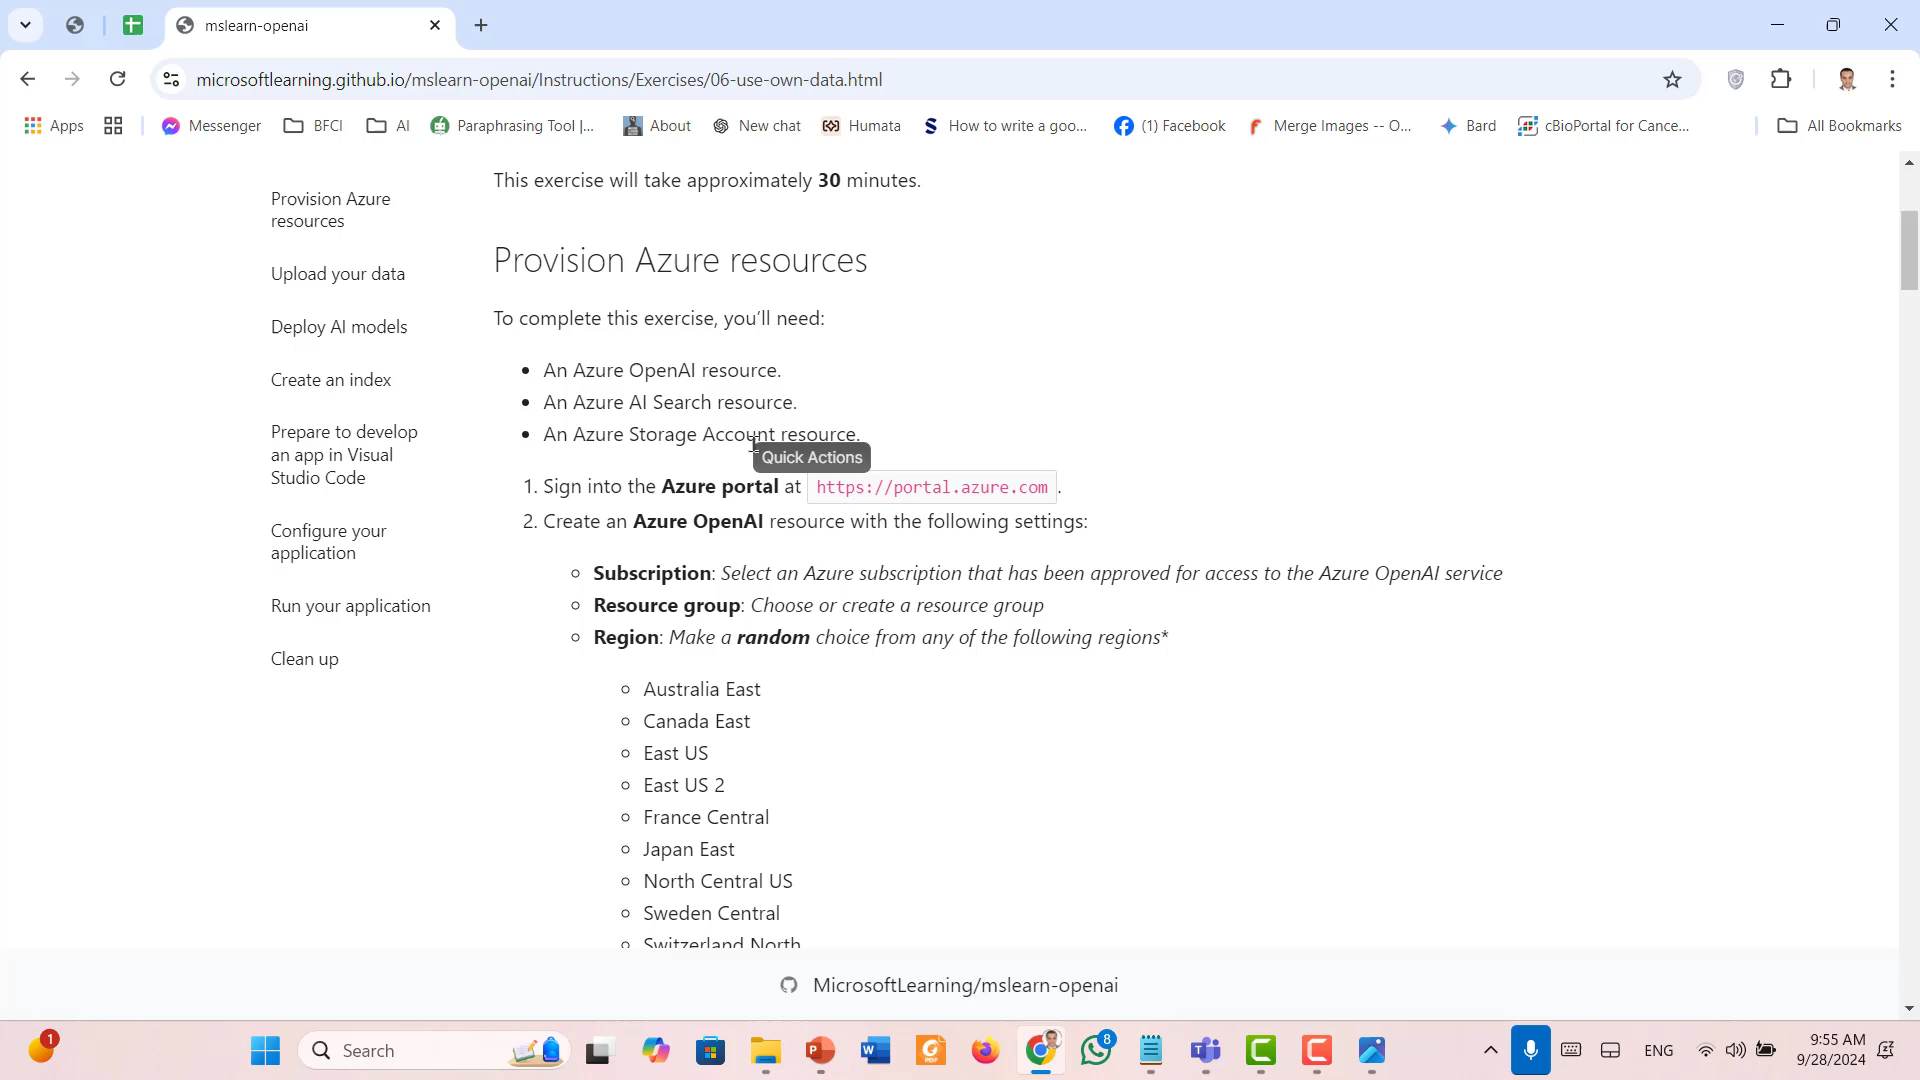 mslearn-openai
microsoftlearning.github.io/mslearn-openai/Instructions/Exercises/06-use-own-data.html
Apps
Messenger
BFCI
AI
Paraphrasing Tool |...
About
New chat
Humata
How to write a goo...
(1) Facebook
Merge Images -- O...
Bard
cBioPortal for Cance...
All Bookmarks
Provision Azure
resources
Upload your data
Deploy AI models
Create an index
Prepare to develop
an app in Visual
Studio Code
Configure your
application
Run your application
Clean up
This exercise will take approximately 30 minutes.
Provision Azure resources
To complete this exercise, you'll need:
• An Azure OpenAI resource.
• An Azure AI Search resource.
• An Azure Storage Account resource.
Quick Actions
1. Sign into the Azure portal at https://portal.azure.com.
2. Create an Azure OpenAI resource with the following settings:
Subscription: Select an Azure subscription that has been approved for access to the Azure OpenAI service
Resource group: Choose or create a resource group
Region: Make a random choice from any of the following regions*
Australia East
Canada East
East US
East US 2
France Central
Japan East
North Central US
Sweden Central
Switzerland North
MicrosoftLearning/mslearn-openai
1
Search
8
ENG
9:55 AM
9/28/2024